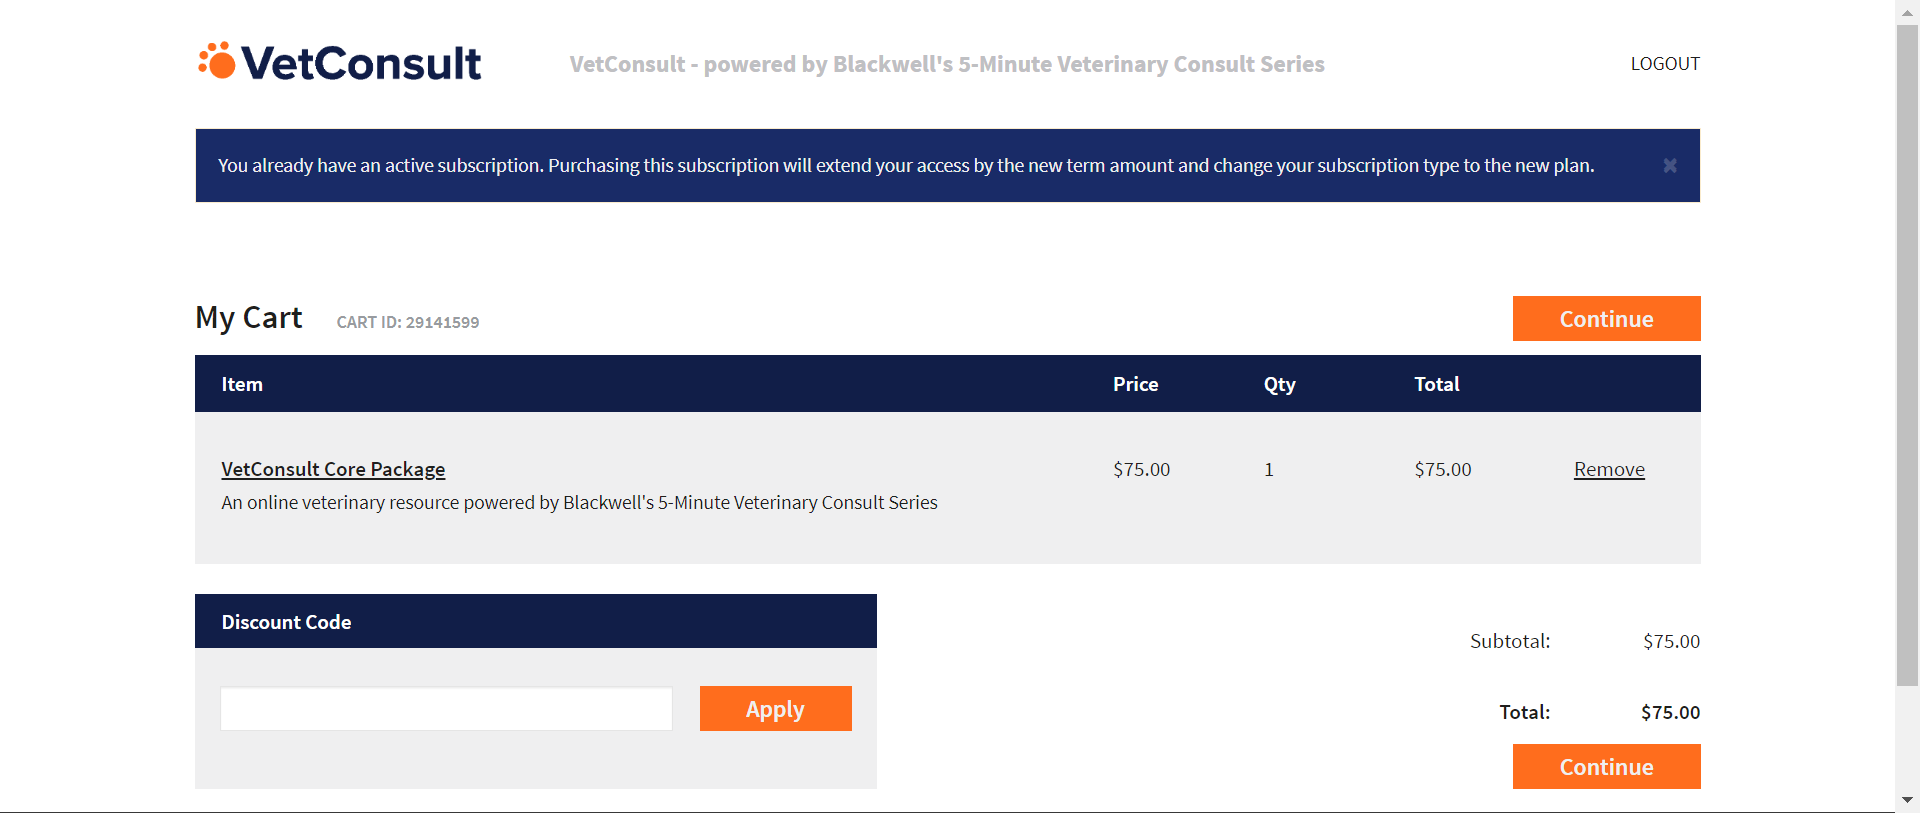 VetConsult
VetConsult - powered by Blackwell's 5-Minute Veterinary Consult Series
LOGOUT
You already have an active subscription. Purchasing this subscription will extend your access by the new term amount and change your subscription type to the new plan.
My Cart
CART ID: 29141599
Continue
Item Price Qty Total
VetConsult Core Package $75.00 1 $75.00 Remove
An online veterinary resource powered by Blackwell's 5-Minute Veterinary Consult Series
Discount Code
Apply
Subtotal: $75.00
Total: $75.00
Continue